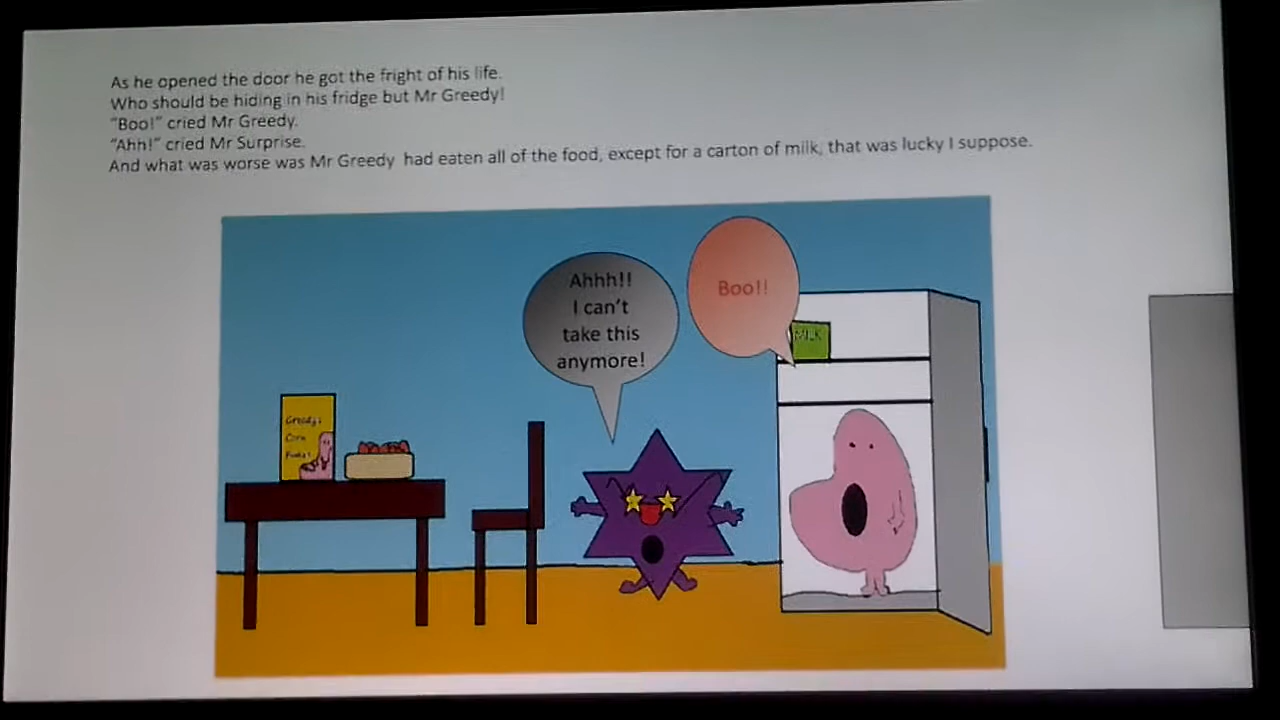 As he opened the door he got the fright of his life.
Who should be hiding in his fridge but Mr Greedy!
"Boo!" cried Mr Greedy.
"Ahh!" cried Mr Surprise.
And what was worse was Mr Greedy had eaten all of the food, except for a carton of milk, that was lucky I suppose.
Ahhh!!
I can't
take this
anymore!
Boo!!
MILK
Greedy's
Corn